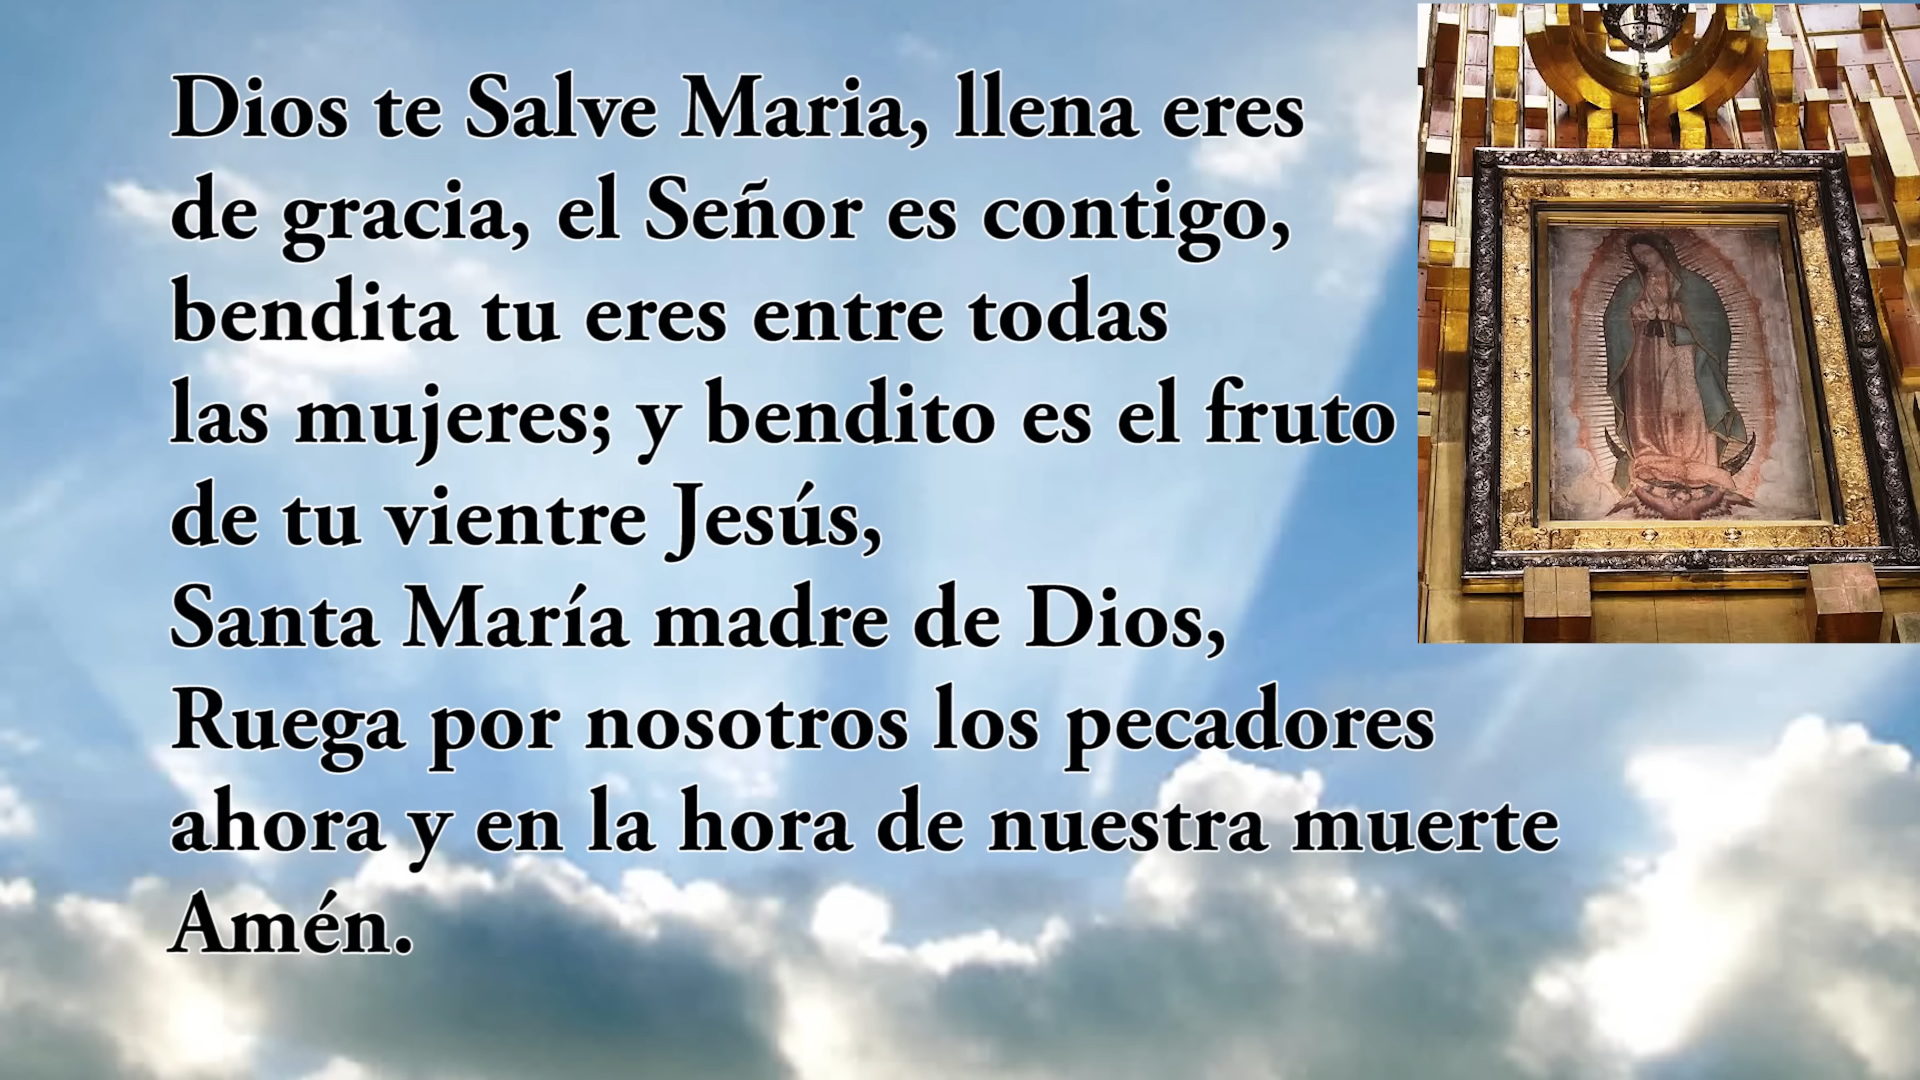 Dios te Salve Maria, llena eres
de gracia, el Señor es contigo,
bendita tu eres entre todas
las mujeres; y bendito es el fruto
de tu vientre Jesús,
Santa María madre de Dios,
Ruega por nosotros los pecadores
ahora y en la hora de nuestra muerte
Amén.